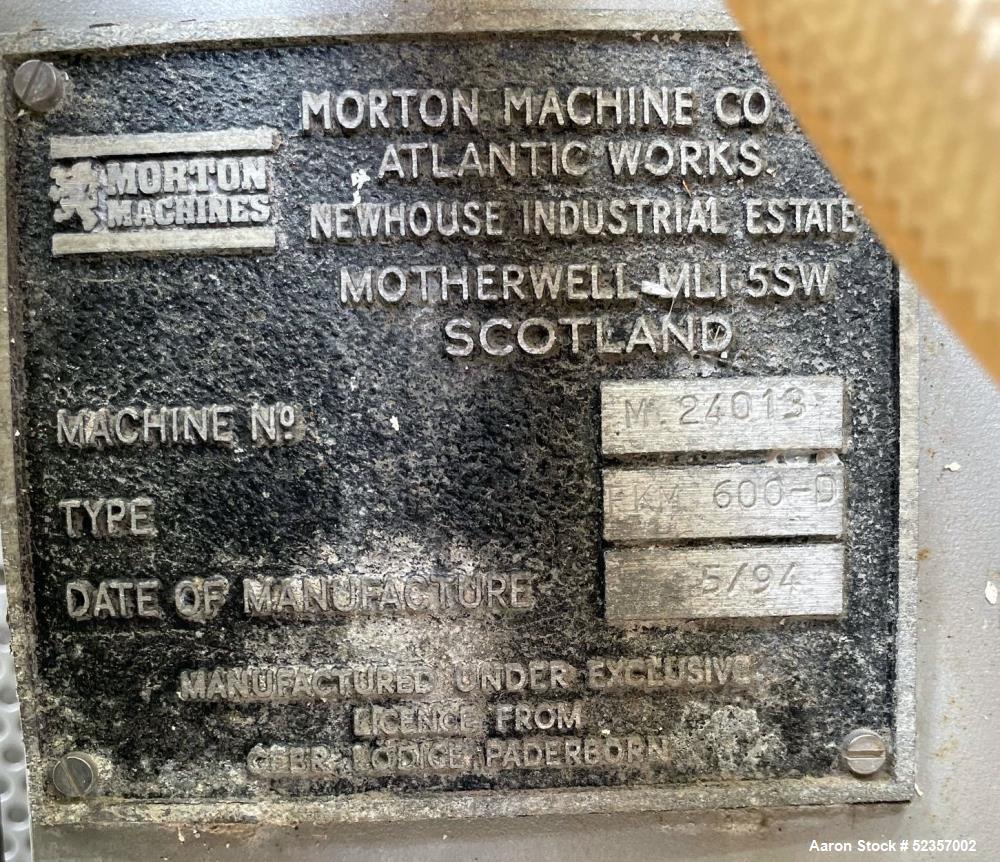 MORTON MACHINE CO.
ATLANTIC WORKS.
MORTON
MACHINES
NEWHOUSE INDUSTRIAL ESTATE
MOTHERWELL ML1 5SW
SCOTLAND
MACHINE Nº M. 24013
TYPE FKM 600-D
DATE OF MANUFACTURE 5/94
MANUFACTURED UNDER EXCLUSIVE
LICENCE FROM
GEBR. LÖDIGE, PADERBORN
Aaron Stock # 52357002